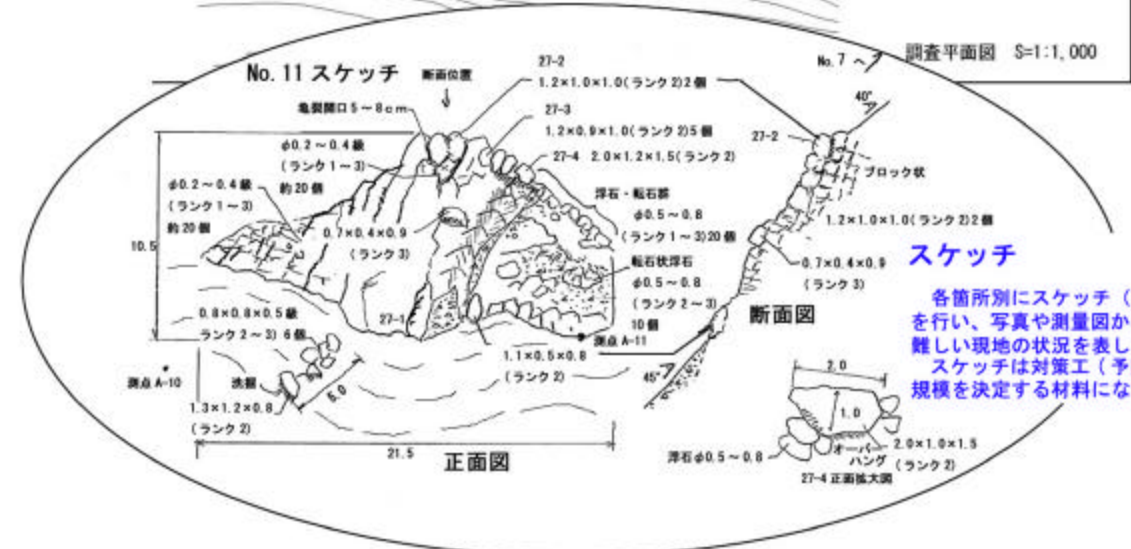 調査平面図 S=1:1,000
No.11 スケッチ
断面位置
亀裂開口5~8cm
φ0.2~0.4級
(ランク1~3)
約20個
φ0.2~0.4級
(ランク1~3)
約20個
27-2
1.2×1.0×1.0(ランク2)2個
27-3
1.2×0.9×1.0(ランク2)5個
27-4 2.0×1.2×1.5(ランク2)
浮石・転石群
φ0.5~0.8
(ランク1~3)20個
転石状浮石
φ0.5~0.8
(ランク2~3)
10個
測点A-11
0.7×0.4×0.9
(ランク3)
10.5
27-1
0.8×0.8×0.5級
ランク2~3) 6個
測点A-10
洗掘
5.0
1.3×1.2×0.8
(ランク2)
1.1×0.5×0.8
(ランク2)
21.5
正面図
No.7 へ
40°
27-2
ブロック状
1.2×1.0×1.0(ランク2)2個
0.7×0.4×0.9
(ランク3)
断面図
45°
2.0
1.0
2.0×1.0×1.5
(ランク2)
浮石φ0.5~0.8
オーバー
ハング
27-4正面拡大図
スケッチ
各箇所別にスケッチ(
を行い、写真や測量図か
難しい現地の状況を表し
スケッチは対策工(予
規模を決定する材料にな